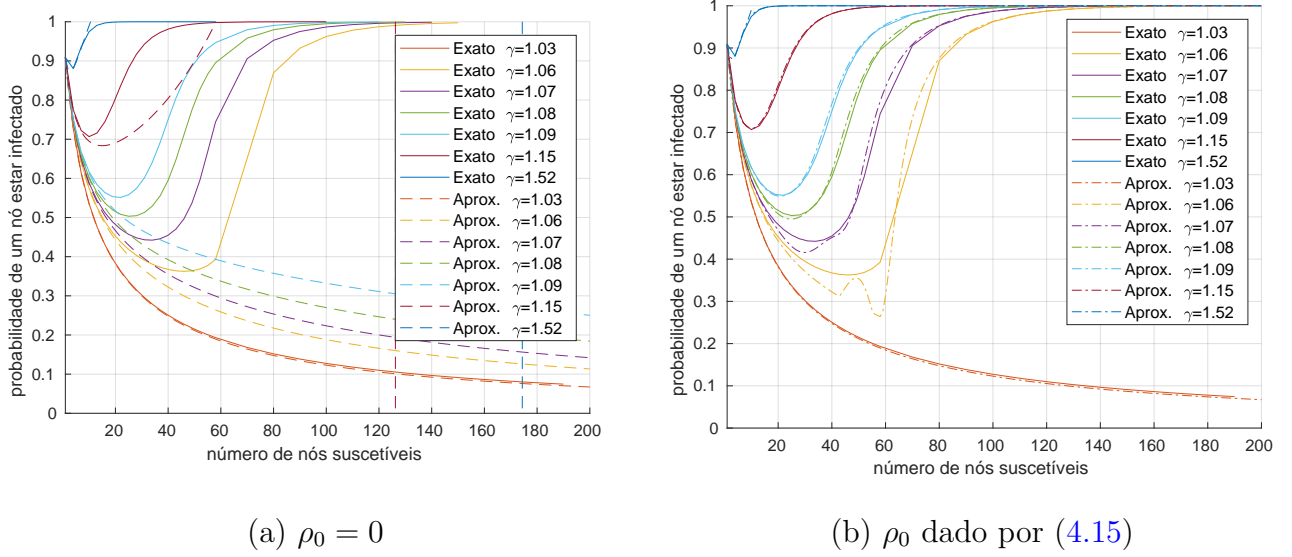 1
0.9
0.8
0.7
0.6
0.5
0.4
0.3
0.2
0.1
0
probabilidade de um nó estar infectado
20 40 60 80 100 120 140 160 180 200
número de nós suscetíveis
Exato γ=1.03
Exato γ=1.06
Exato γ=1.07
Exato γ=1.08
Exato γ=1.09
Exato γ=1.15
Exato γ=1.52
Aprox. γ=1.03
Aprox. γ=1.06
Aprox. γ=1.07
Aprox. γ=1.08
Aprox. γ=1.09
Aprox. γ=1.15
Aprox. γ=1.52
(a) ρ₀ = 0
1
0.9
0.8
0.7
0.6
0.5
0.4
0.3
0.2
0.1
0
probabilidade de um nó estar infectado
20 40 60 80 100 120 140 160 180 200
número de nós suscetíveis
Exato γ=1.03
Exato γ=1.06
Exato γ=1.07
Exato γ=1.08
Exato γ=1.09
Exato γ=1.15
Exato γ=1.52
Aprox. γ=1.03
Aprox. γ=1.06
Aprox. γ=1.07
Aprox. γ=1.08
Aprox. γ=1.09
Aprox. γ=1.15
Aprox. γ=1.52
(b) ρ₀ dado por (4.15)